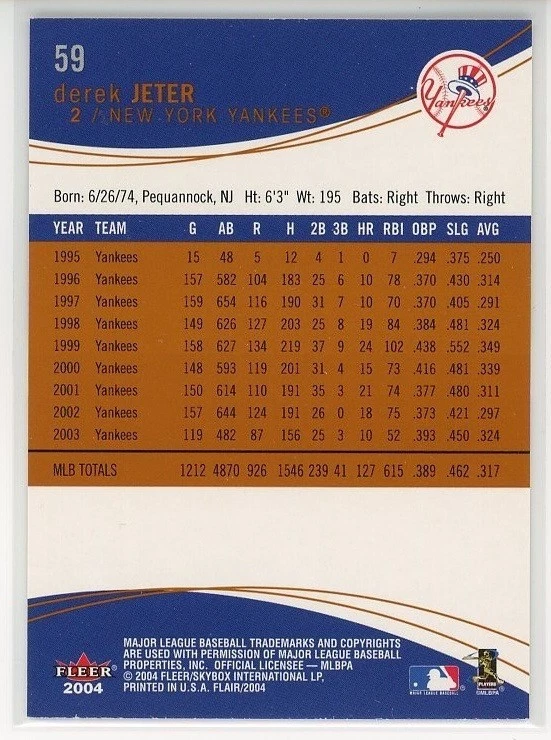 59
derek JETER
2 / NEW YORK YANKEES®
Yankees
Born: 6/26/74, Pequannock, NJ Ht: 6'3" Wt: 195 Bats: Right Throws: Right
YEAR TEAM G AB R H 2B 3B HR RBI OBP SLG AVG
1995 Yankees 15 48 5 12 4 1 0 7 .294 .375 .250
1996 Yankees 157 582 104 183 25 6 10 78 .370 .430 .314
1997 Yankees 159 654 116 190 31 7 10 70 .370 .405 .291
1998 Yankees 149 626 127 203 25 8 19 84 .384 .481 .324
1999 Yankees 158 627 134 219 37 9 24 102 .438 .552 .349
2000 Yankees 148 593 119 201 31 4 15 73 .416 .481 .339
2001 Yankees 150 614 110 191 35 3 21 74 .377 .480 .311
2002 Yankees 157 644 124 191 26 0 18 75 .373 .421 .297
2003 Yankees 119 482 87 156 25 3 10 52 .393 .450 .324
MLB TOTALS 1212 4870 926 1546 239 41 127 615 .389 .462 .317
MAJOR LEAGUE BASEBALL TRADEMARKS AND COPYRIGHTS
ARE USED WITH PERMISSION OF MAJOR LEAGUE BASEBALL
PROPERTIES, INC. OFFICIAL LICENSEE — MLBPA
© 2004 FLEER/SKYBOX INTERNATIONAL LP,
PRINTED IN U.S.A. FLAIR/2004
FLEER®
2004
MAJOR LEAGUE BASEBALL
PLAYERS
©MLBPA